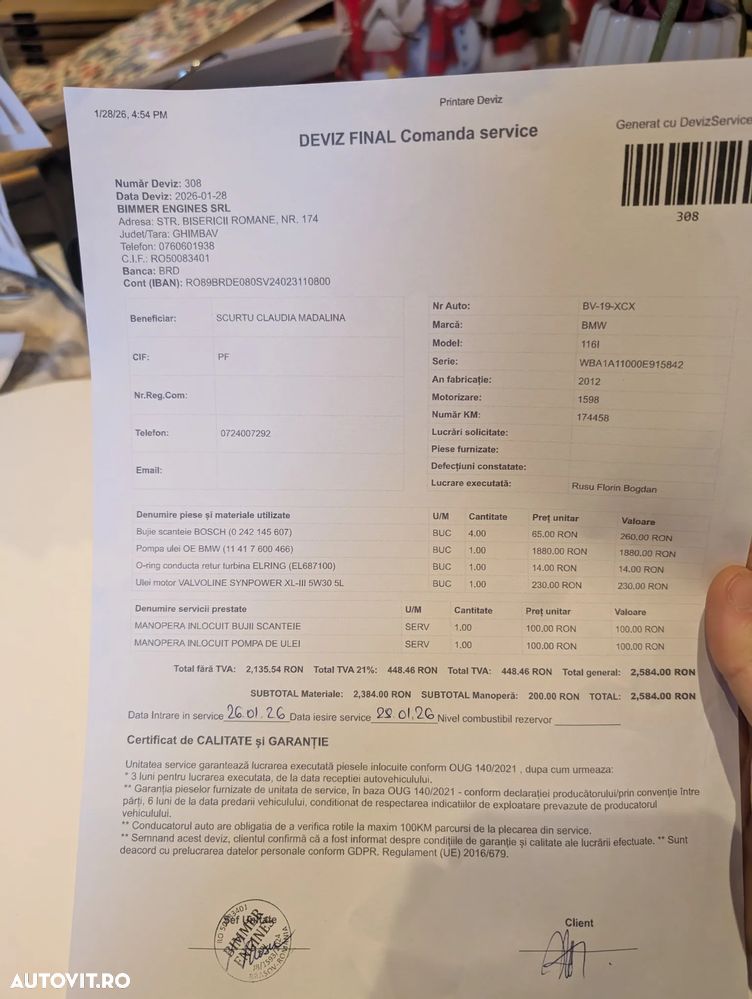 1/28/26, 4:54 PM
Printare Deviz
Generat cu DevizService
DEVIZ FINAL Comanda service
308
Număr Deviz: 308
Data Deviz: 2026-01-28
BIMMER ENGINES SRL
Adresa: STR. BISERICII ROMANE, NR. 174
Judet/Tara: GHIMBAV
Telefon: 0760601938
C.I.F.: RO50083401
Banca: BRD
Cont (IBAN): RO89BRDE080SV24023110800
Beneficiar: SCURTU CLAUDIA MADALINA
CIF: PF
Nr.Reg.Com:
Telefon: 0724007292
Email:
Nr Auto: BV-19-XCX
Marcă: BMW
Model: 116I
Serie: WBA1A11000E915842
An fabricație: 2012
Motorizare: 1598
Număr KM: 174458
Lucrări solicitate:
Piese furnizate:
Defecțiuni constatate:
Lucrare executată: Rusu Florin Bogdan
Denumire piese și materiale utilizate U/M Cantitate Preț unitar Valoare
Bujie scanteie BOSCH (0 242 145 607) BUC 4.00 65.00 RON 260.00 RON
Pompa ulei OE BMW (11 41 7 600 466) BUC 1.00 1880.00 RON 1880.00 RON
O-ring conducta retur turbina ELRING (EL687100) BUC 1.00 14.00 RON 14.00 RON
Ulei motor VALVOLINE SYNPOWER XL-III 5W30 5L BUC 1.00 230.00 RON 230.00 RON
Denumire servicii prestate U/M Cantitate Preț unitar Valoare
MANOPERA INLOCUIT BUJII SCANTEIE SERV 1.00 100.00 RON 100.00 RON
MANOPERA INLOCUIT POMPA DE ULEI SERV 1.00 100.00 RON 100.00 RON
Total fără TVA: 2,135.54 RON Total TVA 21%: 448.46 RON Total TVA: 448.46 RON Total general: 2,584.00 RON
SUBTOTAL Materiale: 2,384.00 RON SUBTOTAL Manoperă: 200.00 RON TOTAL: 2,584.00 RON
Data Intrare in service 26.01.26 Data iesire service 28.01.26 Nivel combustibil rezervor
Certificat de CALITATE și GARANȚIE
Unitatea service garantează lucrarea executată piesele inlocuite conform OUG 140/2021 , dupa cum urmeaza:
* 3 luni pentru lucrarea executata, de la data receptiei autovehiculului.
** Garanția pieselor furnizate de unitata de service, în baza OUG 140/2021 - conform declarației producătorului/prin convenție între
părți, 6 luni de la data predarii vehiculului, conditionat de respectarea indicatiilor de exploatare prevazute de producatorul
vehiculului.
** Conducatorul auto are obligatia de a verifica rotile la maxim 100KM parcursi de la plecarea din service.
** Semnand acest deviz, clientul confirmă că a fost informat despre condițiile de garanție și calitate ale lucrării efectuate. ** Sunt
deacord cu prelucrarea datelor personale conform GDPR. Regulament (UE) 2016/679.
Sef Unitate
BIMMER
ENGINES
Client
AUTOVIT.RO